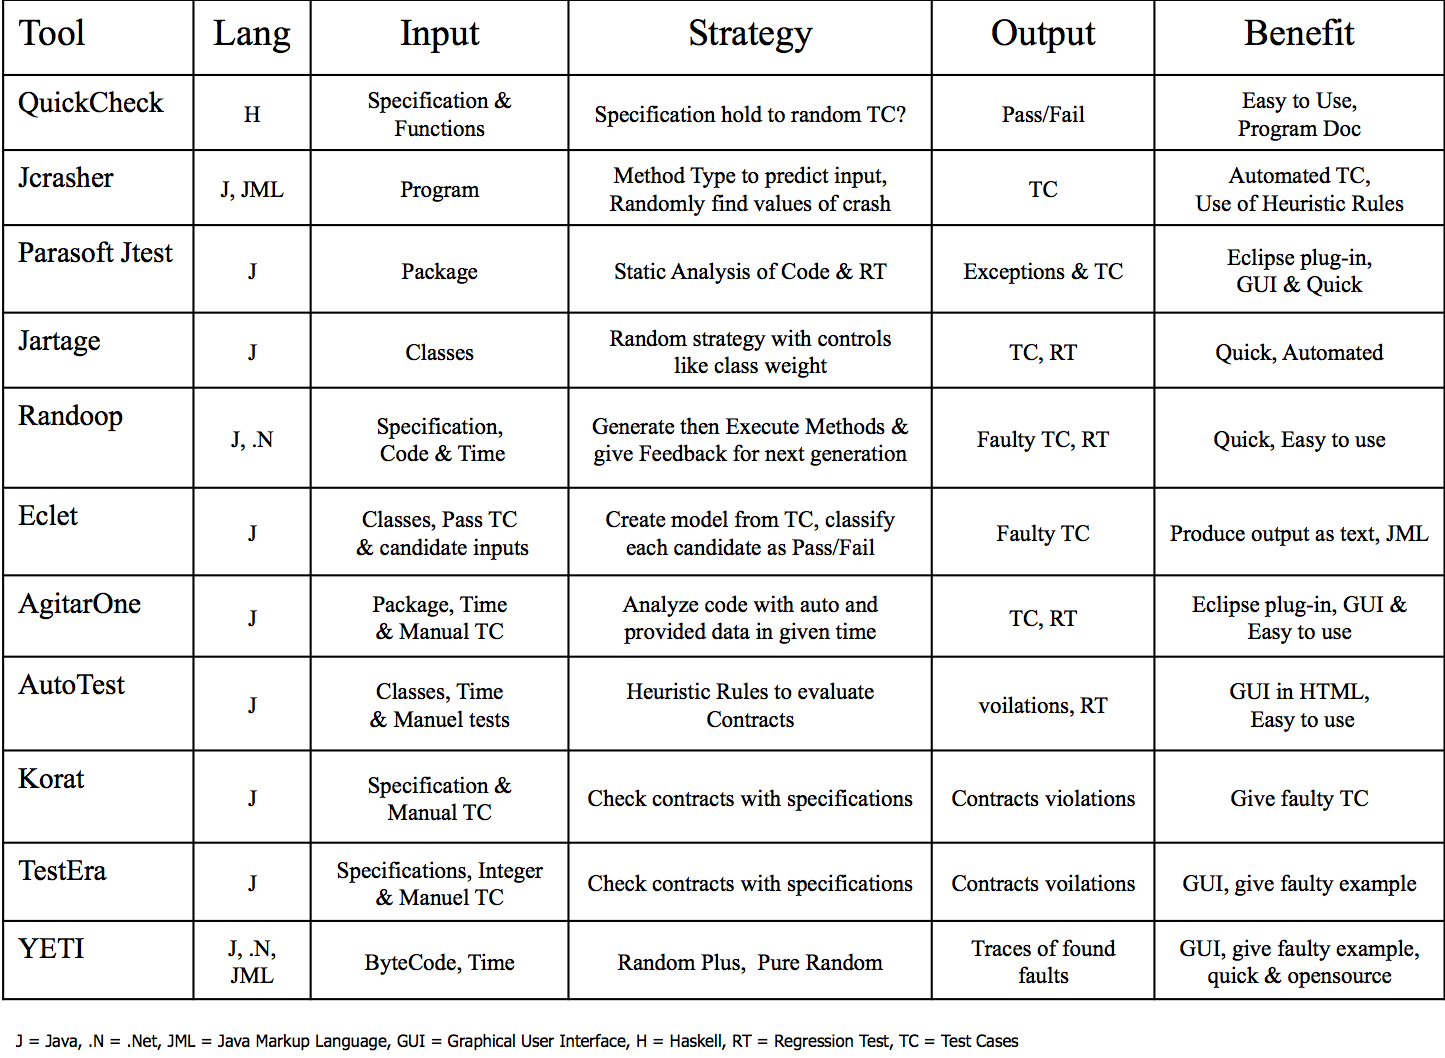 Tool Lang Input Strategy Output Benefit
QuickCheck H Specification & Functions Specification hold to random TC? Pass/Fail Easy to Use, Program Doc
Jcrasher J, JML Program Method Type to predict input, Randomly find values of crash TC Automated TC, Use of Heuristic Rules
Parasoft Jtest J Package Static Analysis of Code & RT Exceptions & TC Eclipse plug-in, GUI & Quick
Jartage J Classes Random strategy with controls like class weight TC, RT Quick, Automated
Randoop J, .N Specification, Code & Time Generate then Execute Methods & give Feedback for next generation Faulty TC, RT Quick, Easy to use
Eclet J Classes, Pass TC & candidate inputs Create model from TC, classify each candidate as Pass/Fail Faulty TC Produce output as text, JML
AgitarOne J Package, Time & Manual TC Analyze code with auto and provided data in given time TC, RT Eclipse plug-in, GUI & Easy to use
AutoTest J Classes, Time & Manuel tests Heuristic Rules to evaluate Contracts voilations, RT GUI in HTML, Easy to use
Korat J Specification & Manual TC Check contracts with specifications Contracts violations Give faulty TC
TestEra J Specifications, Integer & Manuel TC Check contracts with specifications Contracts voilations GUI, give faulty example
YETI J, .N, JML ByteCode, Time Random Plus, Pure Random Traces of found faults GUI, give faulty example, quick & opensource
J = Java, .N = .Net, JML = Java Markup Language, GUI = Graphical User Interface, H = Haskell, RT = Regression Test, TC = Test Cases